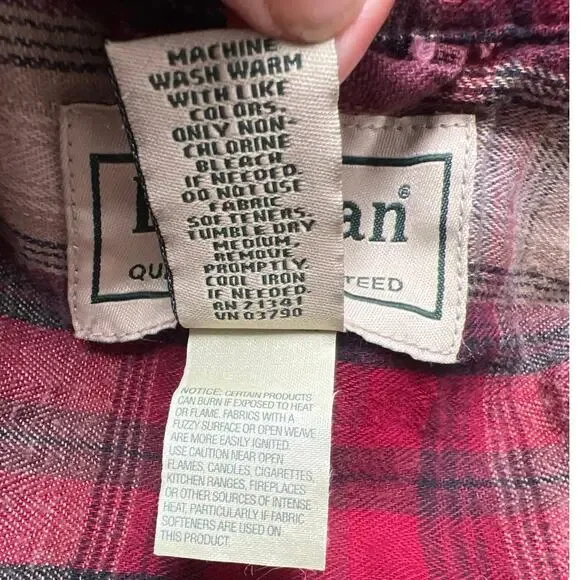 MACHINE
WASH WARM
WITH LIKE
COLORS.
ONLY NON-
CHLORINE
BLEACH
IF NEEDED.
DO NOT USE
FABRIC
SOFTENERS.
TUMBLE DRY
MEDIUM,
REMOVE
PROMPTLY.
COOL IRON
IF NEEDED.
RN 71341
VN 03790
an®
QU TEED
NOTICE: CERTAIN PRODUCTS
CAN BURN IF EXPOSED TO HEAT
OR FLAME. FABRICS WITH A
FUZZY SURFACE OR OPEN WEAVE
ARE MORE EASILY IGNITED.
USE CAUTION NEAR OPEN
FLAMES, CANDLES, CIGARETTES,
KITCHEN RANGES, FIREPLACES
OR OTHER SOURCES OF INTENSE
HEAT, PARTICULARLY IF FABRIC
SOFTENERS ARE USED ON
THIS PRODUCT.